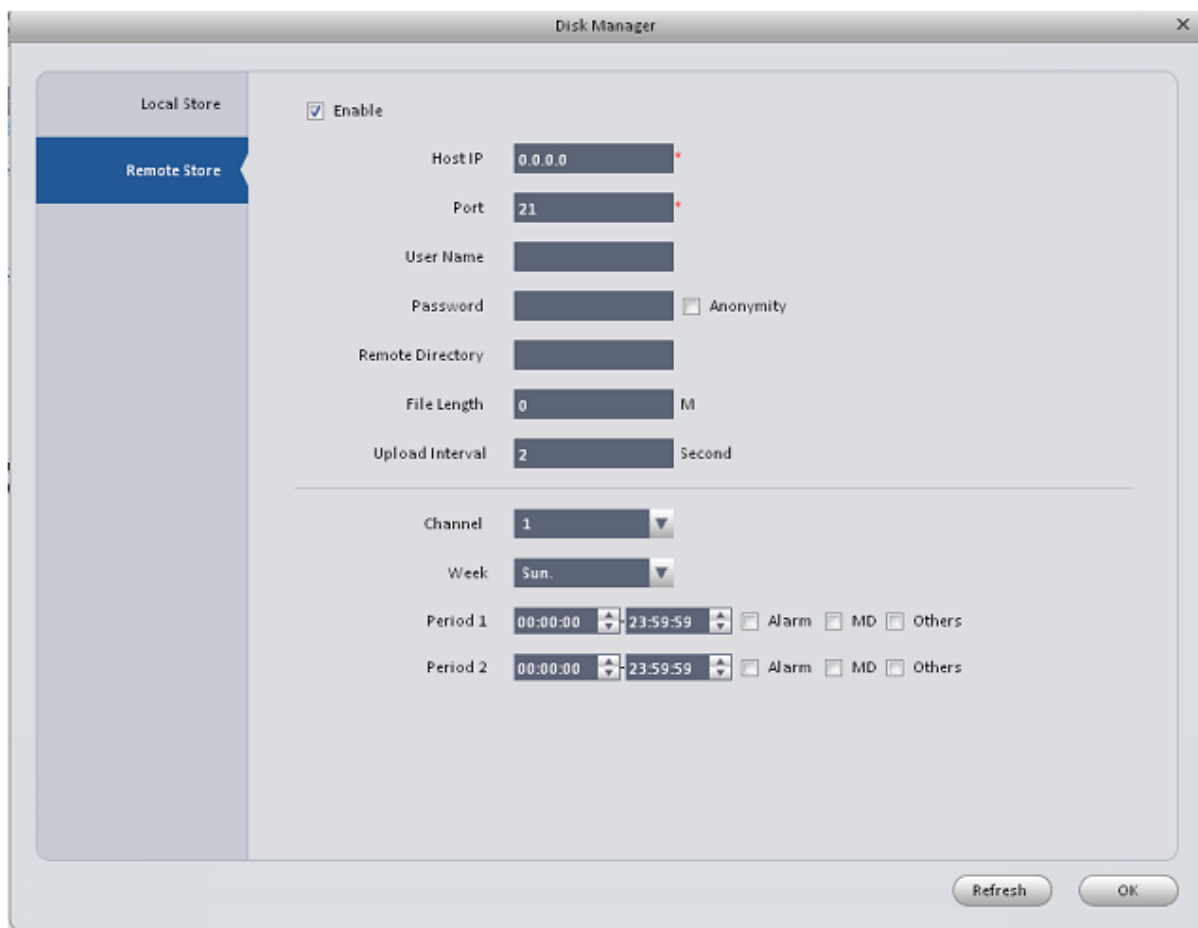 Disk Manager
Local Store
Remote Store
Enable
Host IP 0.0.0.0 *
Port 21 *
User Name
Password Anonymity
Remote Directory
File Length 0 M
Upload Interval 2 Second
Channel 1
Week Sun.
Period 1 00:00:00 - 23:59:59 Alarm MD Others
Period 2 00:00:00 - 23:59:59 Alarm MD Others
Refresh OK